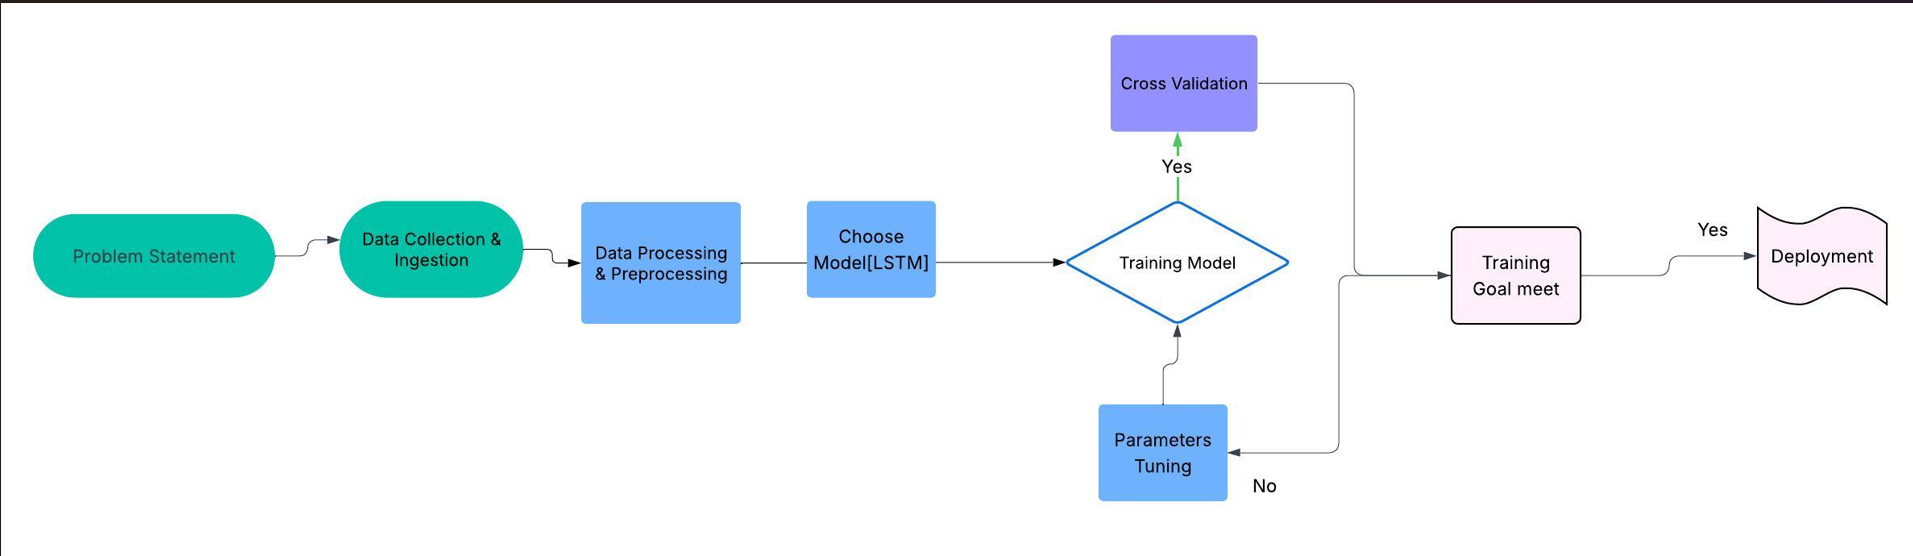 Problem Statement
Data Collection &
Ingestion
Data Processing
& Preprocessing
Choose
Model[LSTM]
Training Model
Yes
Cross Validation
Parameters
Tuning
No
Training
Goal meet
Yes
Deployment